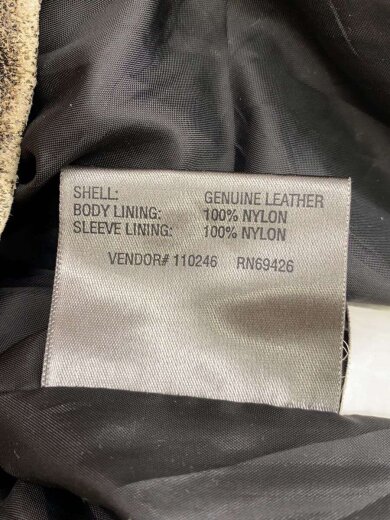 SHELL: GENUINE LEATHER
BODY LINING: 100% NYLON
SLEEVE LINING: 100% NYLON
VENDOR# 110246 RN69426